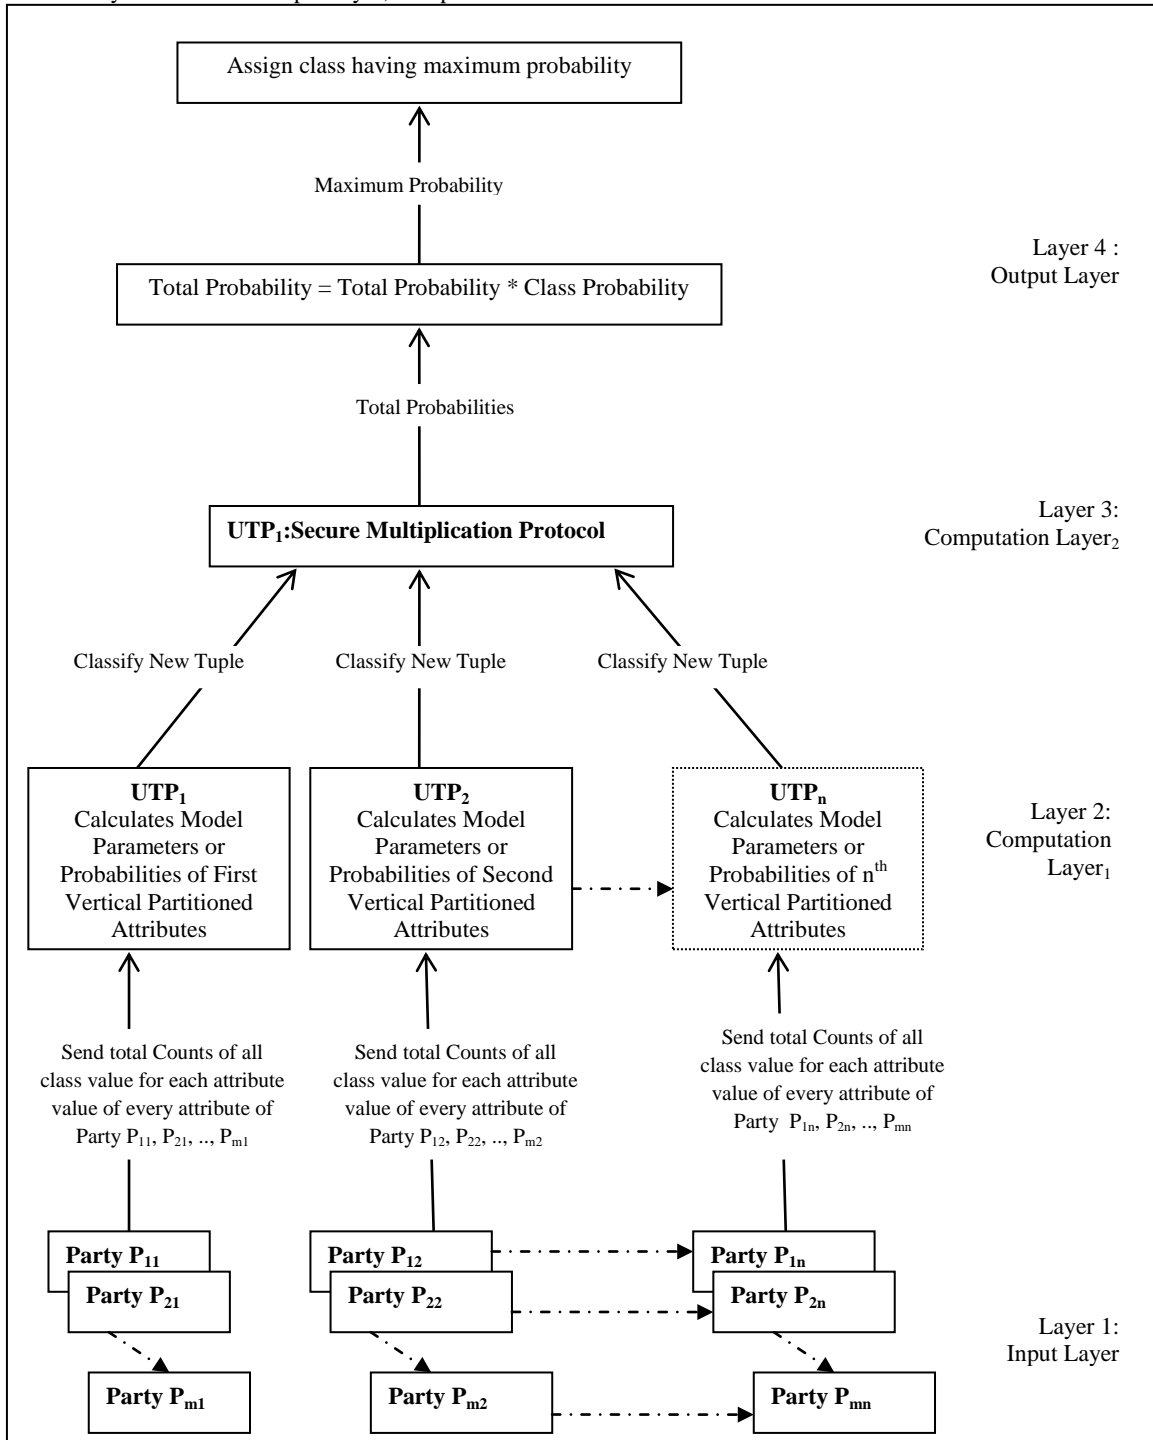 Assign class having maximum probability
Maximum Probability
Layer 4 :
Output Layer
Total Probability = Total Probability * Class Probability
Total Probabilities
UTP₁:Secure Multiplication Protocol
Layer 3:
Computation Layer₂
Classify New Tuple
Classify New Tuple
Classify New Tuple
UTP₁
Calculates Model
Parameters or
Probabilities of First
Vertical Partitioned
Attributes
UTP₂
Calculates Model
Parameters or
Probabilities of Second
Vertical Partitioned
Attributes
UTPₙ
Calculates Model
Parameters or
Probabilities of nᵗʰ
Vertical Partitioned
Attributes
Layer 2:
Computation
Layer₁
Send total Counts of all
class value for each attribute
value of every attribute of
Party P₁₁, P₂₁, .., Pₘ₁
Send total Counts of all
class value for each attribute
value of every attribute of
Party P₁₂, P₂₂, .., Pₘ₂
Send total Counts of all
class value for each attribute
value of every attribute of
Party P₁ₙ, P₂ₙ, .., Pₘₙ
Party P₁₁
Party P₂₁
Party Pₘ₁
Party P₁₂
Party P₂₂
Party Pₘ₂
Party P₁ₙ
Party P₂ₙ
Party Pₘₙ
Layer 1:
Input Layer